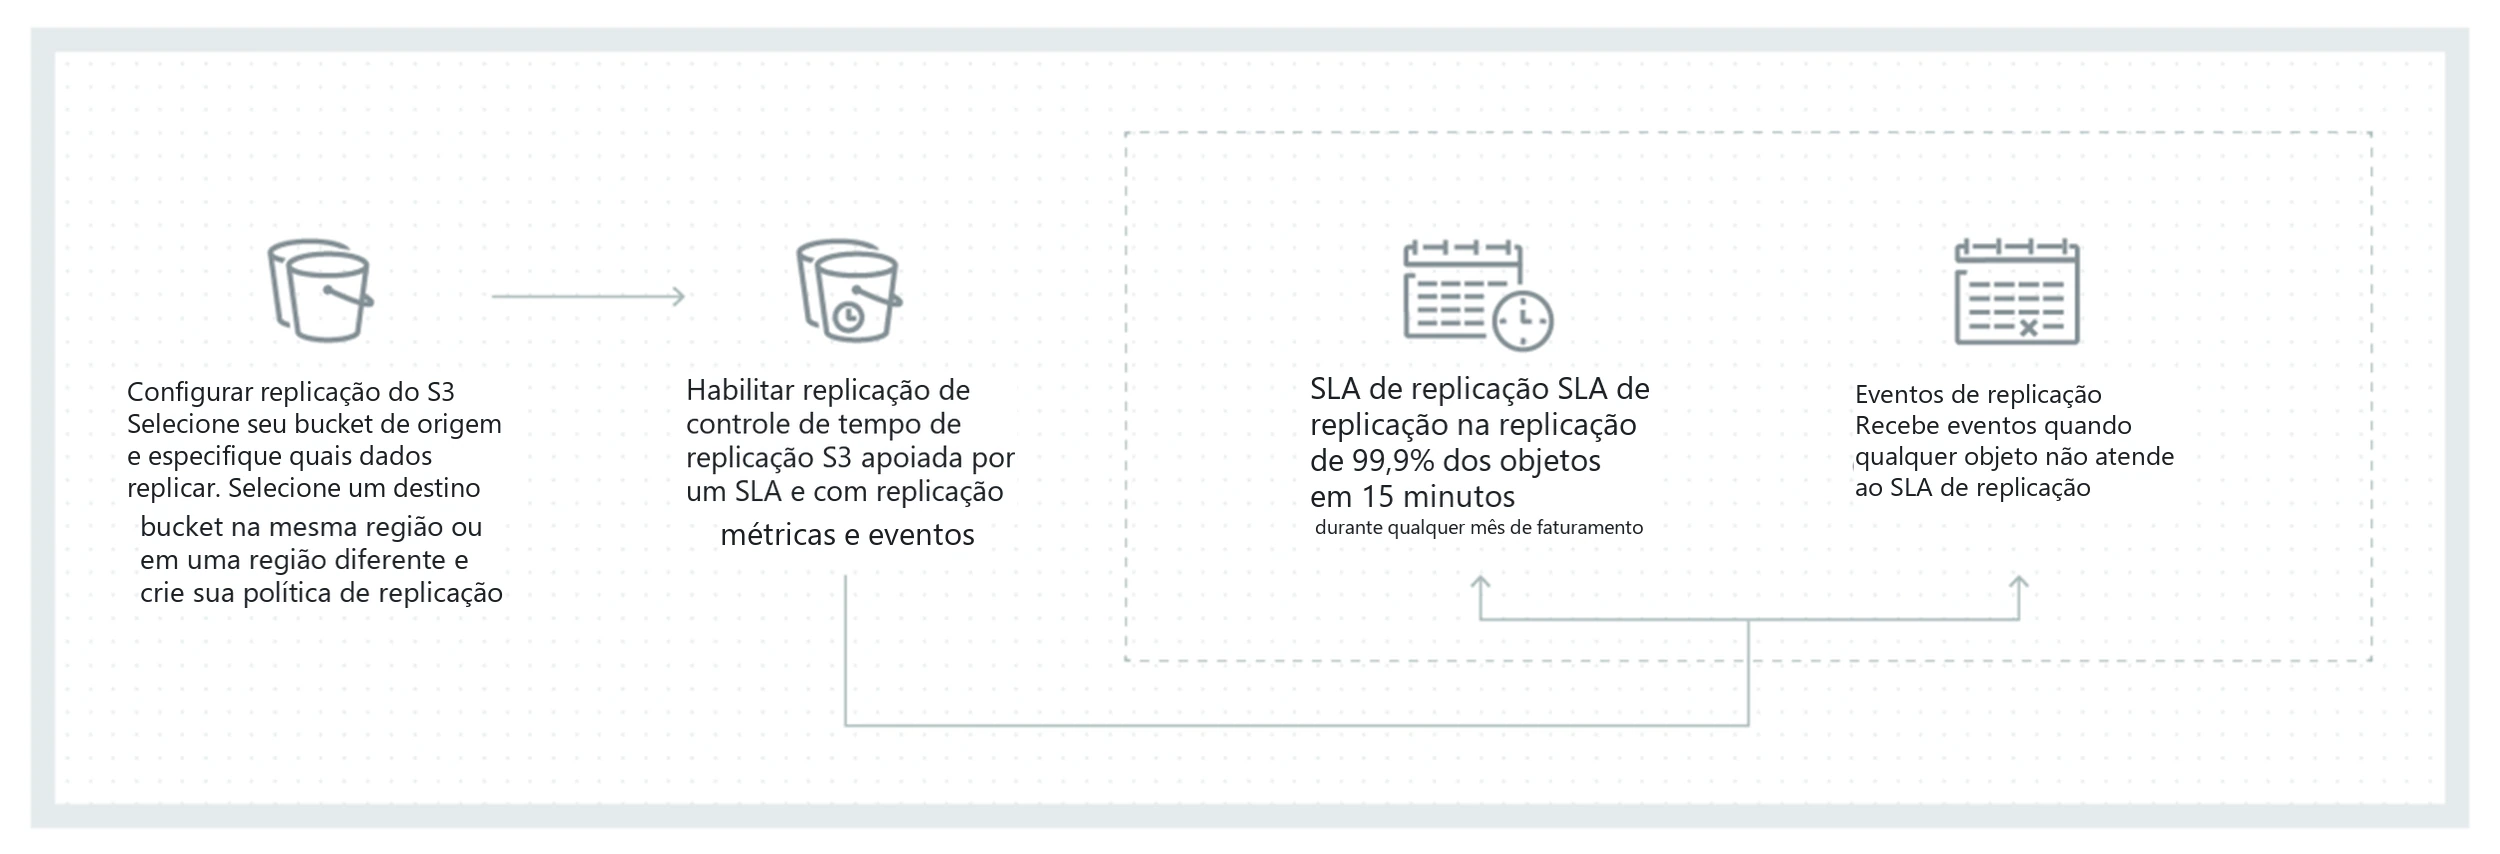 Configurar replicação do S3
Selecione seu bucket de origem
e especifique quais dados
replicar. Selecione um destino
bucket na mesma região ou
em uma região diferente e
crie sua política de replicação
Habilitar replicação de
controle de tempo de
replicação S3 apoiada por
um SLA e com replicação
métricas e eventos
SLA de replicação SLA de
replicação na replicação
de 99,9% dos objetos
em 15 minutos
durante qualquer mês de faturamento
Eventos de replicação
Recebe eventos quando
qualquer objeto não atende
ao SLA de replicação